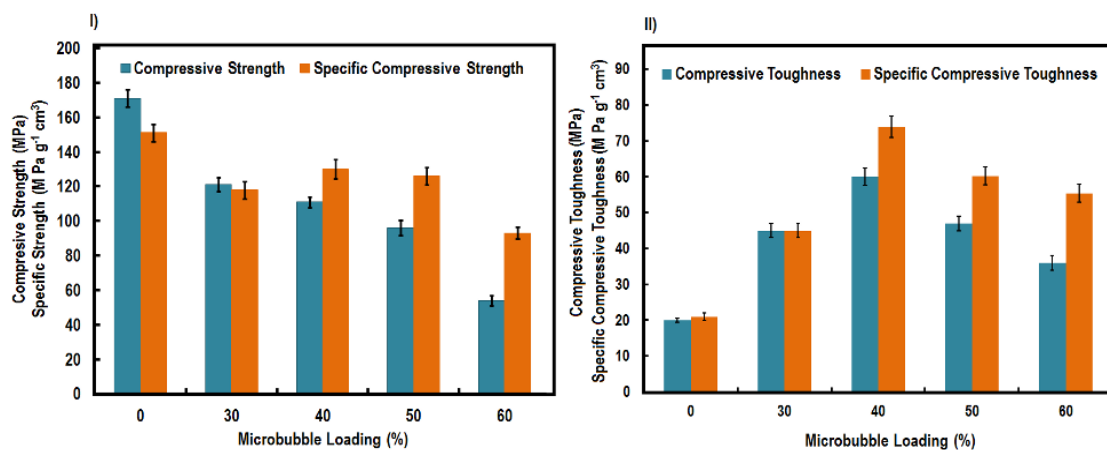 I)
200
180
160
140
120
100
80
60
40
20
0
Compresive Strength (MPa)
Specific Strength (M Pa g-1 cm3)
Compressive Strength
Specific Compressive Strength
0 30 40 50 60
Microbubble Loading (%)
II)
90
80
70
60
50
40
30
20
10
0
Compressive Toughness (MPa)
Specific Compressive Toughness (M Pa g-1 cm3)
Compressive Toughness
Specific Compressive Toughness
0 30 40 50 60
Microbubble Loading (%)